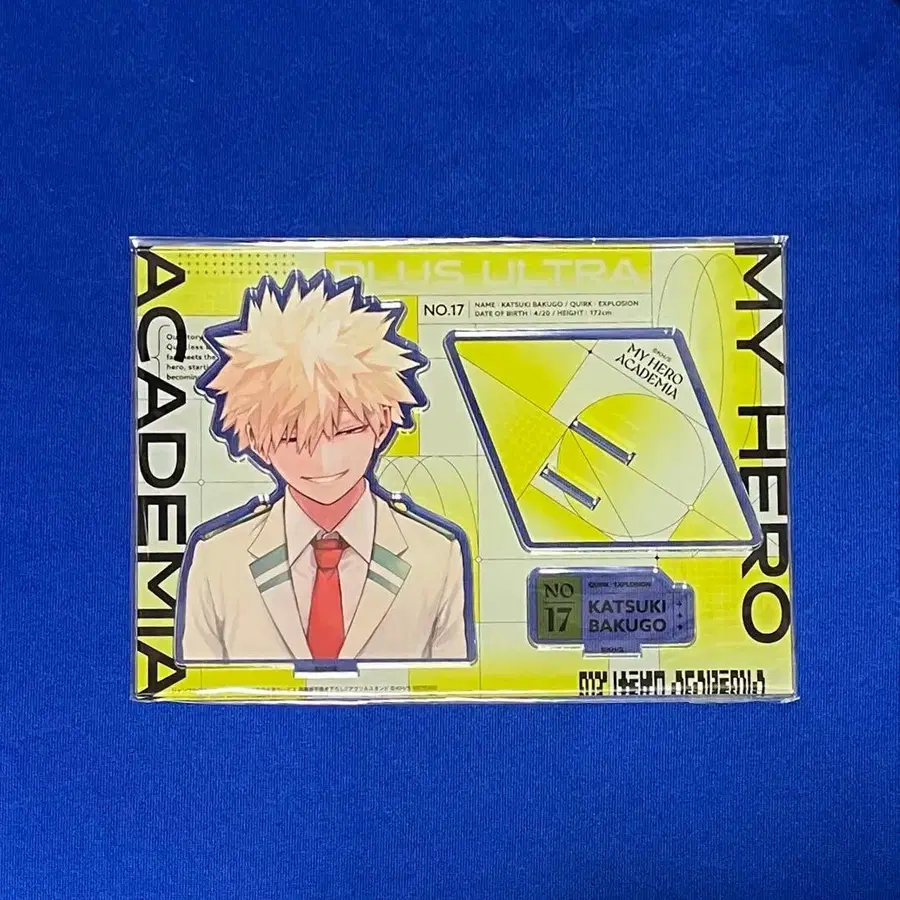 PLUS ULTRA
MY HERO
ACADEMIA
NO.17
NAME : KATSUKI BAKUGO / QUIRK : EXPLOSION
DATE OF BIRTH : 4/20 / HEIGHT : 172cm
MY HERO
ACADEMIA
NO
17
QUIRK : EXPLOSION
KATSUKI
BAKUGO
MY HERO ACADEMIA